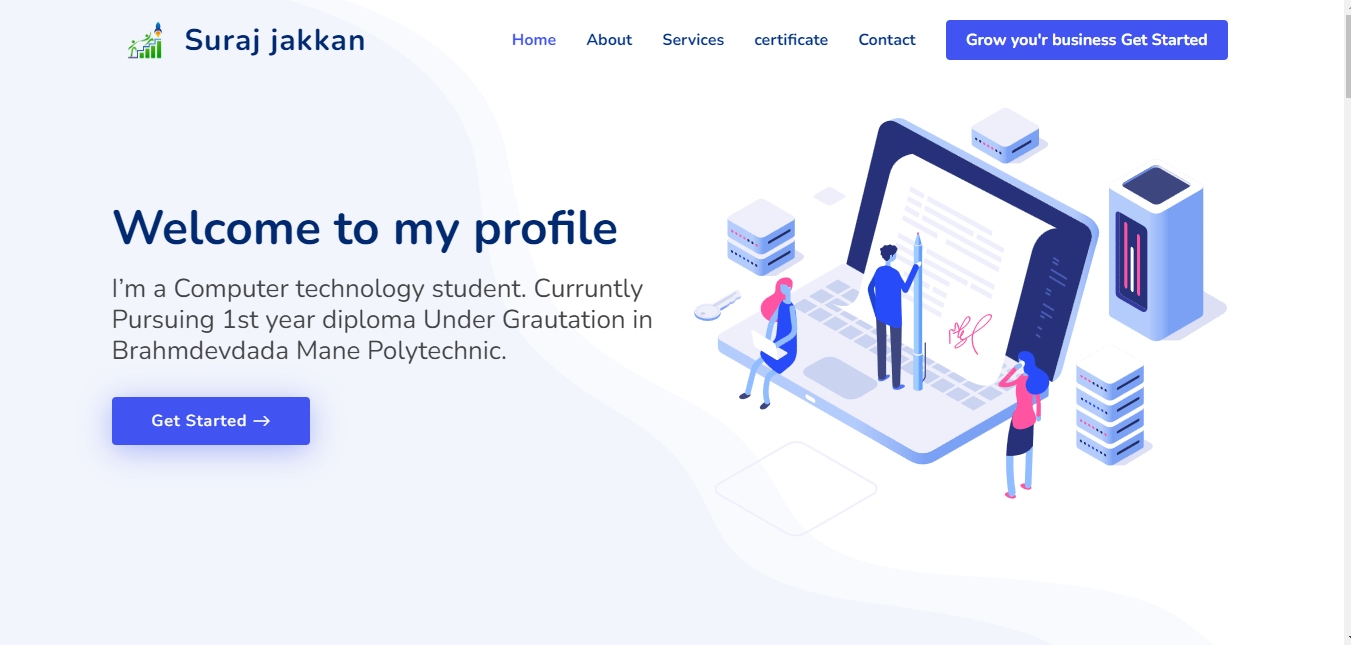 Suraj jakkan
Home
About
Services
certificate
Contact
Grow you'r business Get Started
Welcome to my profile
I’m a Computer technology student. Curruntly
Pursuing 1st year diploma Under Grautation in
Brahmdevdada Mane Polytechnic.
Get Started →